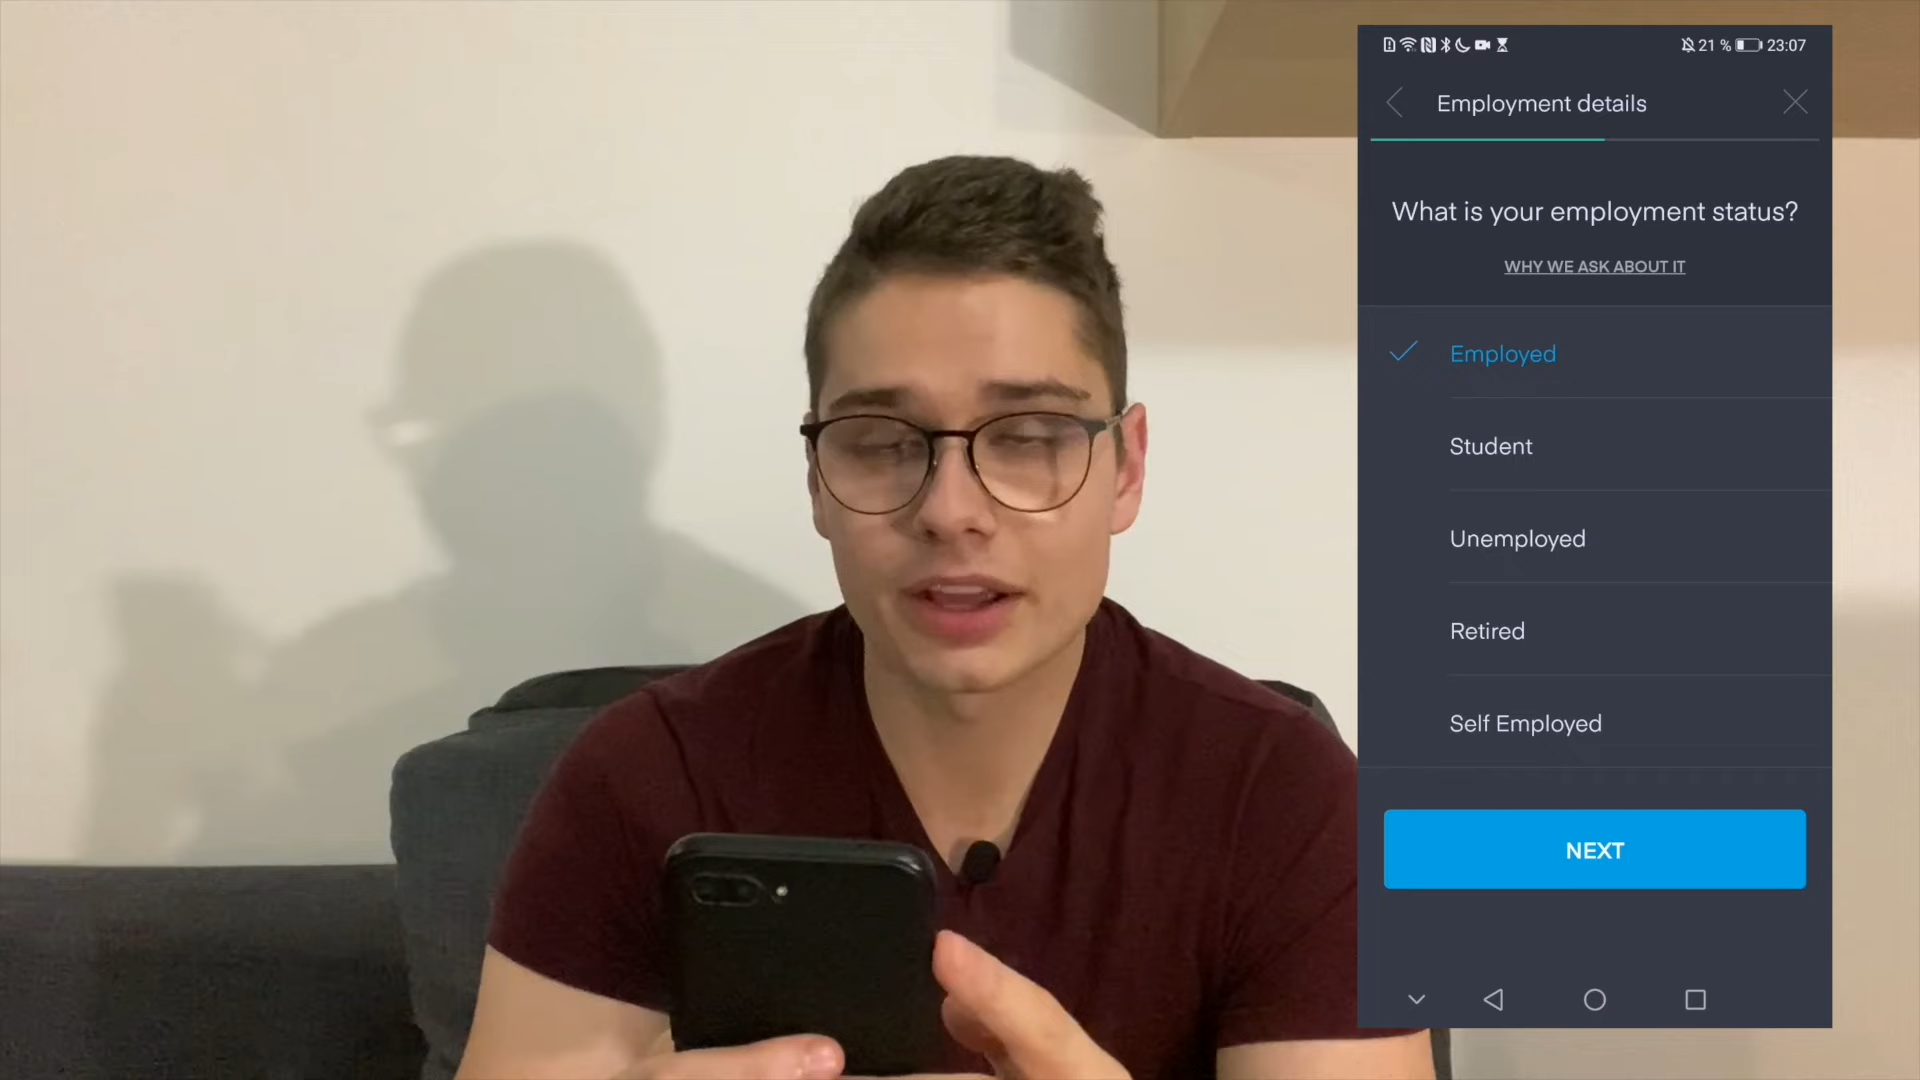 21 % 23:07
Employment details
What is your employment status?
WHY WE ASK ABOUT IT
Employed
Student
Unemployed
Retired
Self Employed
NEXT